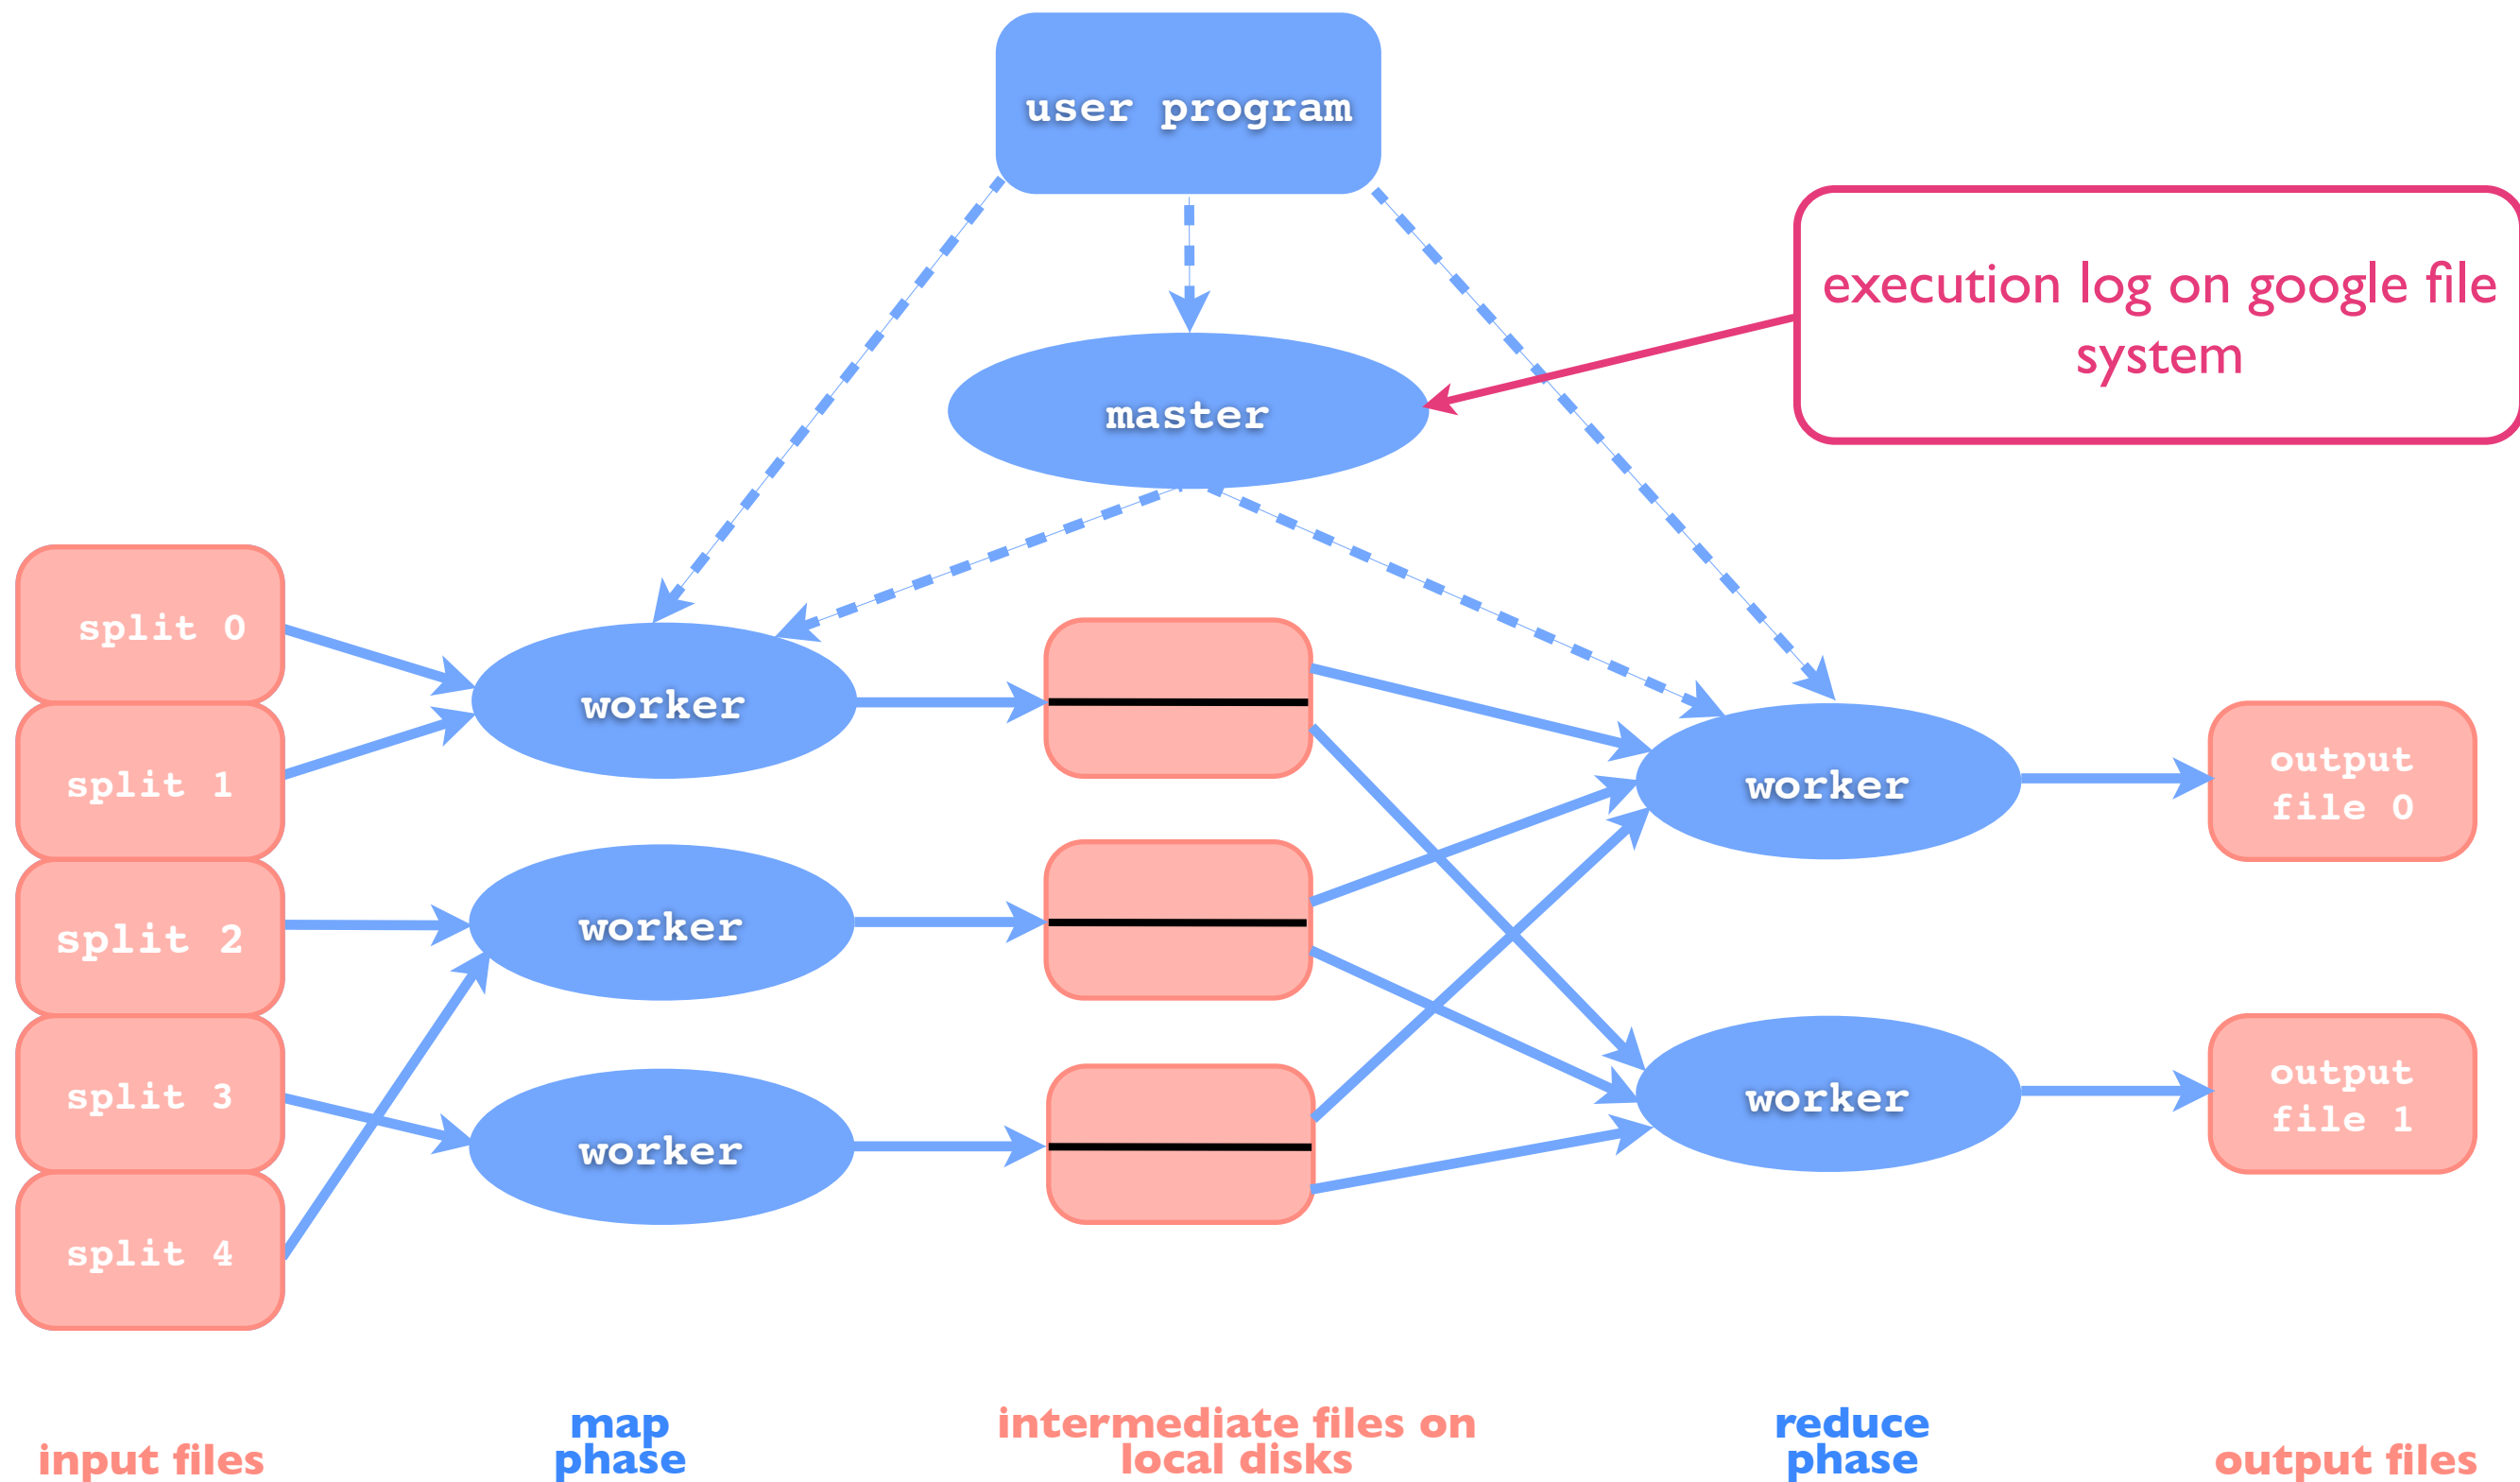 user program
execution log on google file
system
master
split 0
worker
split 1
worker
output
file 0
split 2
worker
split 3
worker
worker
output
file 1
split 4
map
phase
intermediate files on
local disks
reduce
phase
input files
output files